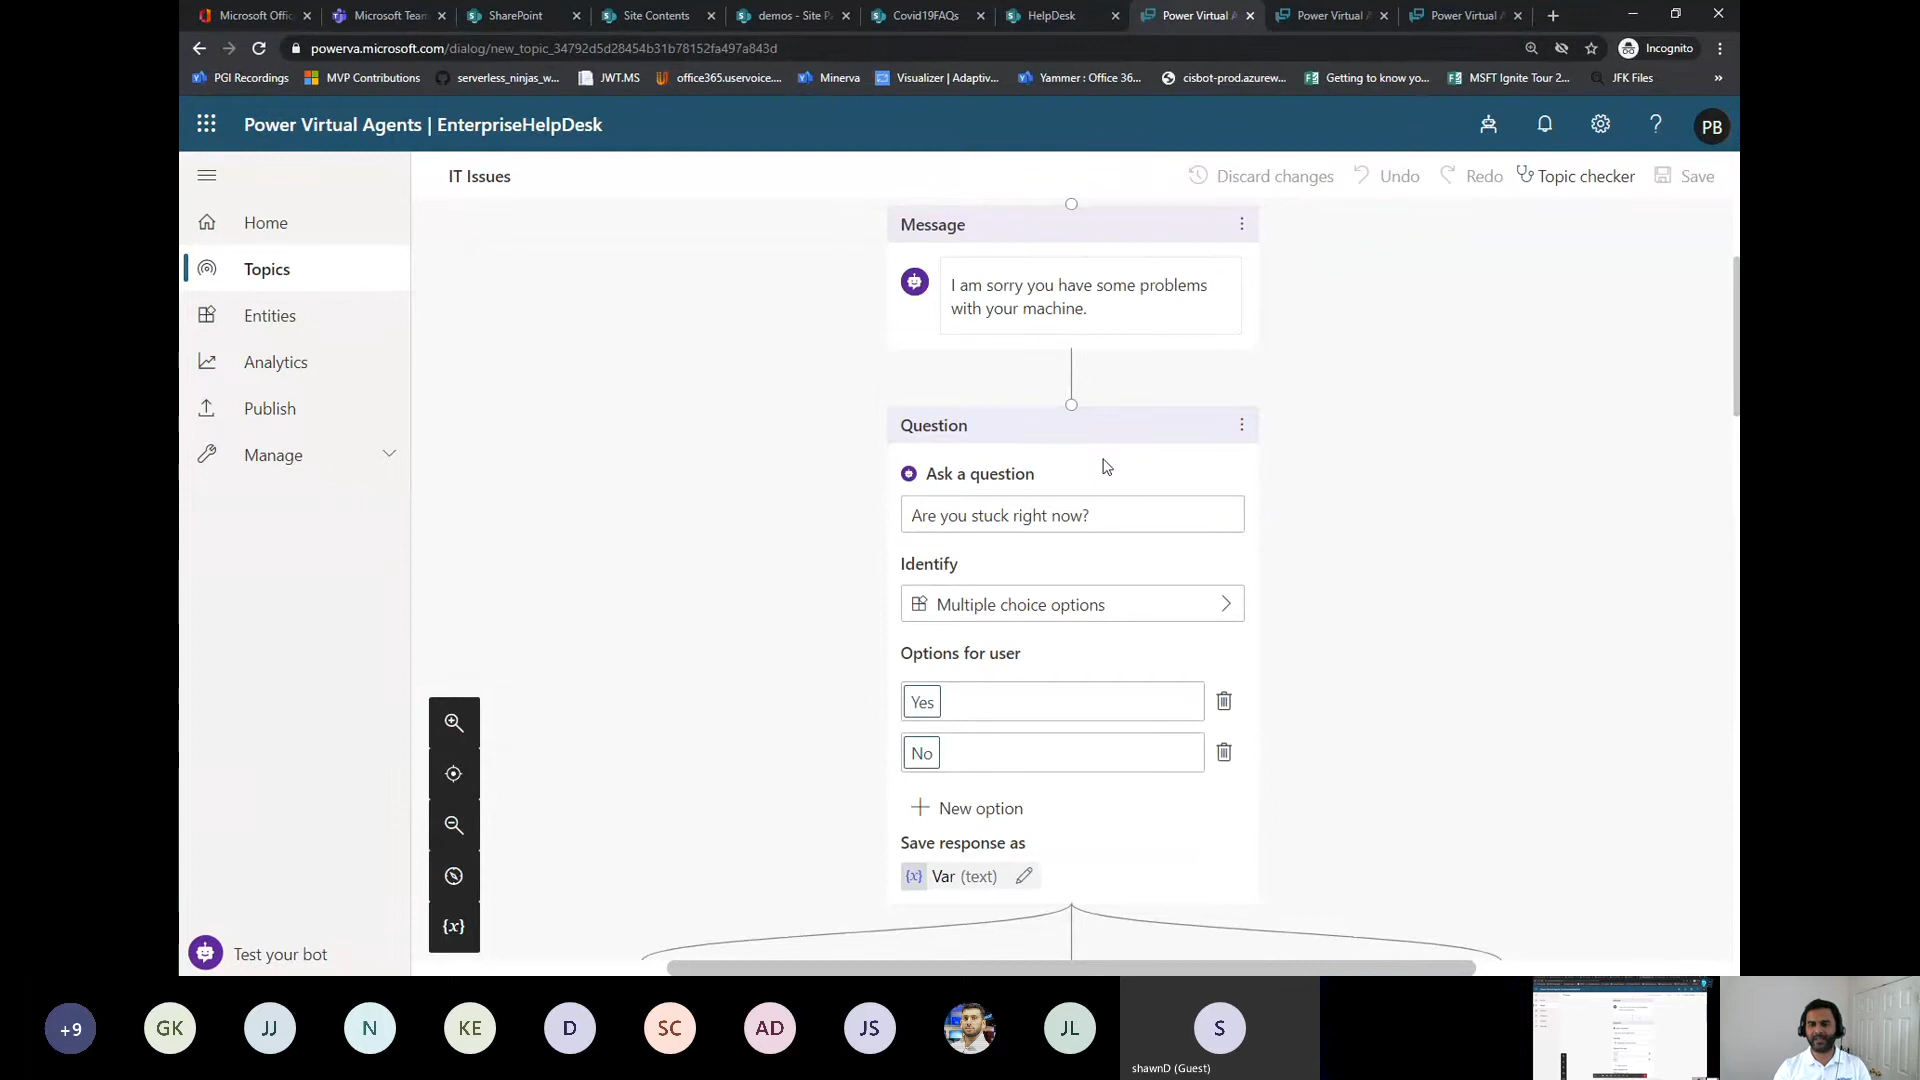 Microsoft Offic
Microsoft Team
SharePoint
Site Contents
demos - Site P
Covid19FAQs
HelpDesk
Power Virtual A
Power Virtual A
Power Virtual A
powerva.microsoft.com/dialog/new_topic_34792d5d28454b31b78152fa497a843d
Incognito
PGI Recordings
MVP Contributions
serverless_ninjas_w...
JWT.MS
office365.uservoice....
Minerva
Visualizer | Adaptiv...
Yammer : Office 36...
cisbot-prod.azurew...
Getting to know yo...
MSFT Ignite Tour 2...
JFK Files
»
Power Virtual Agents | EnterpriseHelpDesk
?
PB
IT Issues
Discard changes
Undo
Redo
Topic checker
Save
Home
Topics
Entities
Analytics
Publish
Manage
Message
I am sorry you have some problems
with your machine.
Question
Ask a question
Are you stuck right now?
Identify
Multiple choice options
Options for user
Yes
No
New option
Save response as
{x} Var (text)
{x}
Test your bot
+9
GK
JJ
N
KE
D
SC
AD
JS
JL
S
shawnD (Guest)